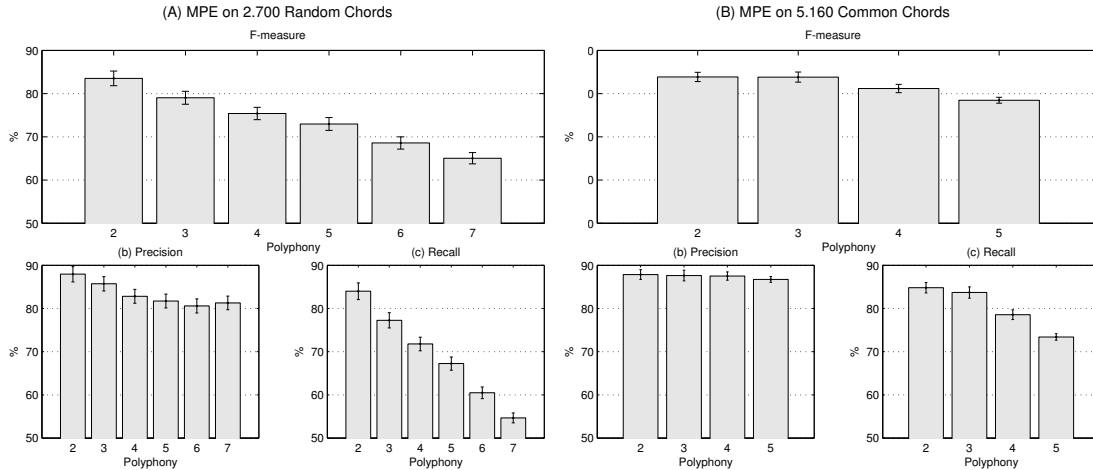 (A) MPE on 2.700 Random Chords
F-measure
90
80
70
60
50
%
2 3 4 5 6 7
Polyphony
(b) Precision
90
80
70
60
50
%
2 3 4 5 6 7
Polyphony
(c) Recall
90
80
70
60
50
%
2 3 4 5 6 7
Polyphony
(B) MPE on 5.160 Common Chords
F-measure
0
0
0
0
0
%
2 3 4 5
Polyphony
(b) Precision
90
80
70
60
50
%
2 3 4 5
Polyphony
(c) Recall
90
80
70
60
50
%
2 3 4 5
Polyphony